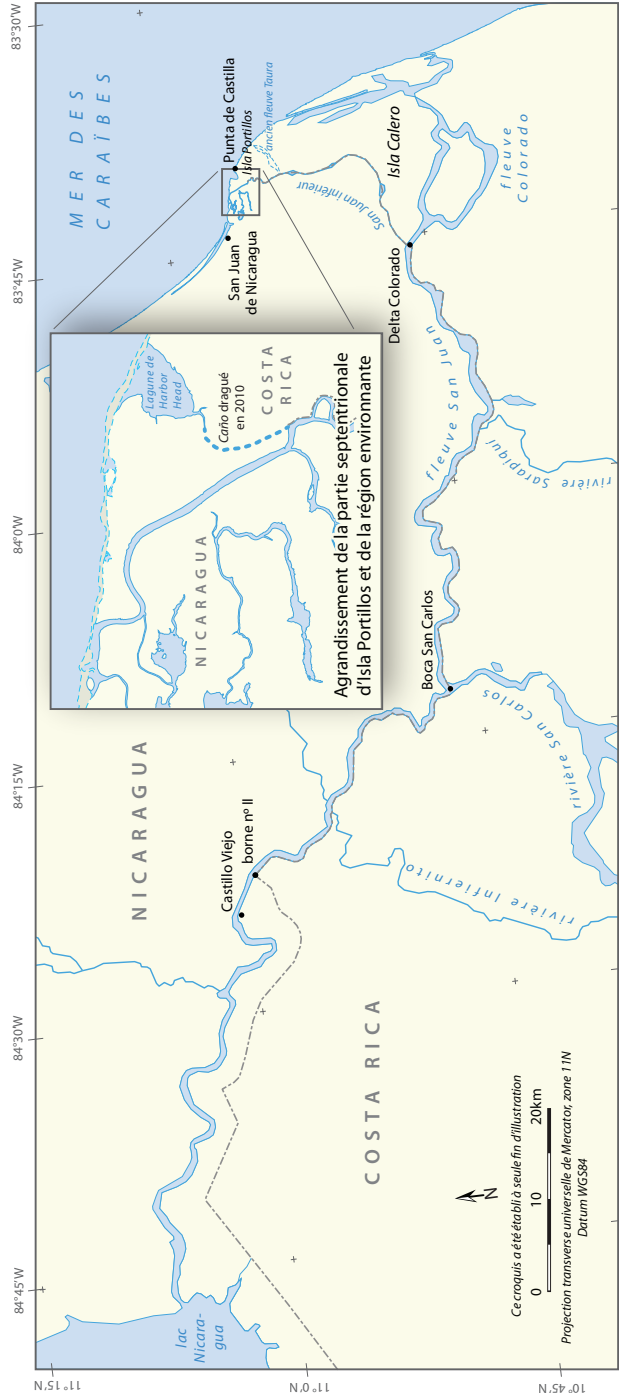 84°45'W
84°30'W
84°15'W
84°0'W
83°45'W
83°30'W
11°15'N
11°0'N
10°45'N
MER DES
CARAÏBES
NICARAGUA
COSTA RICA
lac
Nicara-
gua
Castillo Viejo
borne nº II
rivière Infiernito
Boca San Carlos
rivière San Carlos
fleuve San Juan
rivière Sarapiquí
Delta Colorado
San Juan Inférieur
Isla Calero
fleuve
Colorado
San Juan
de Nicaragua
Punta de Castilla
Isla Portillos
ancien fleuve Taura
Lagune de
Harbor
Head
Caño dragué
en 2010
COSTA
RICA
NICARAGUA
Agrandissement de la partie septentrionale
d'Isla Portillos et de la région environnante
N
Ce croquis a été établi à seule fin d'illustration
0 10 20km
Projection transverse universelle de Mercator, zone 11N
Datum WGS84